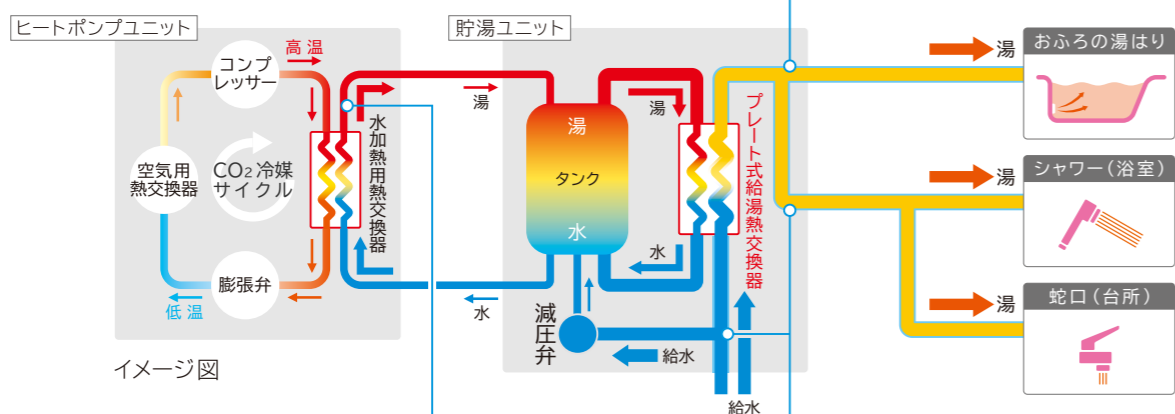 ヒートポンプユニット
高温
コンプ
レッサー
空気用
熱交換器
CO2冷媒
サイクル
膨張弁
低温
水加熱用熱交換器
イメージ図
湯
水
貯湯ユニット
湯
タンク
水
湯
水
プレート式給湯熱交換器
減圧弁
給水
給水
湯
おふろの湯はり
湯
シャワー(浴室)
湯
蛇口(台所)